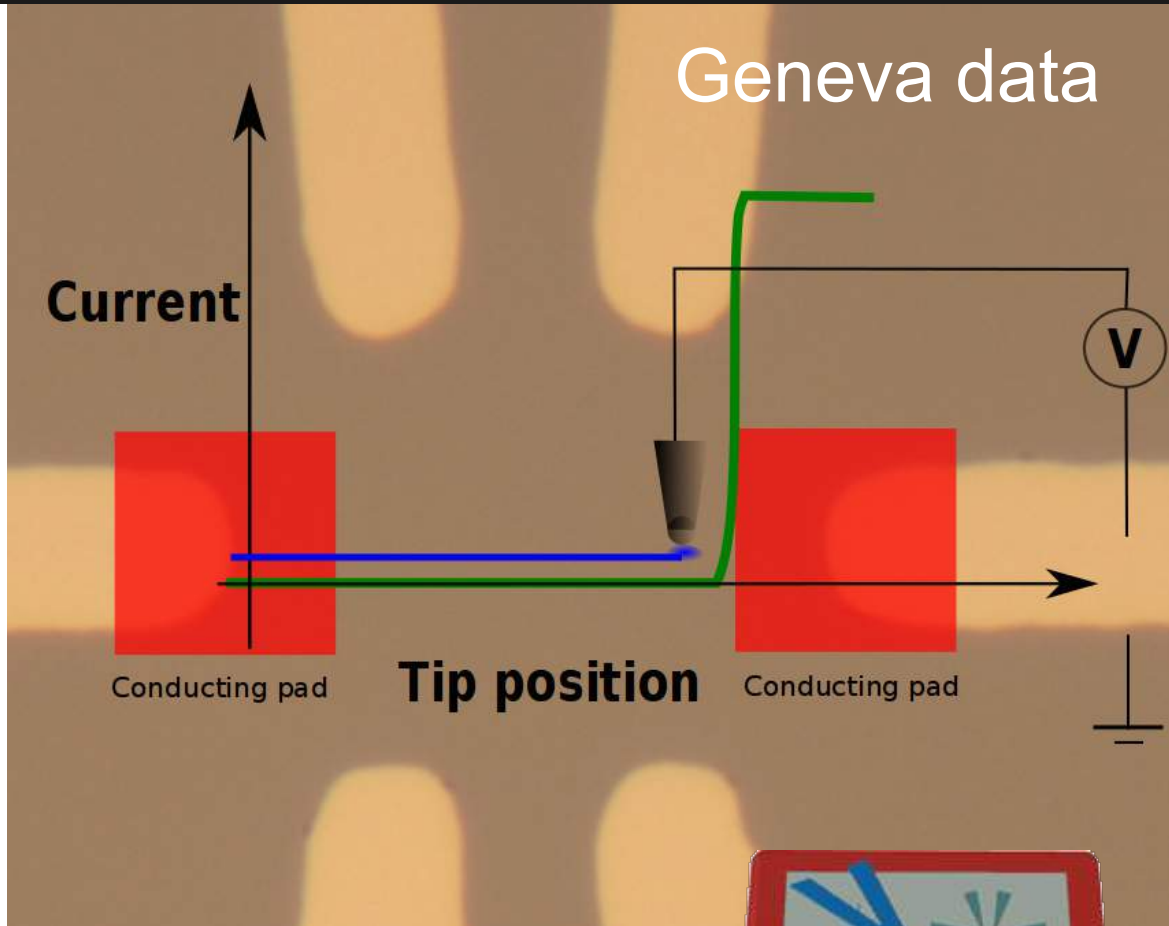 Geneva data
Current
V
Conducting pad
Tip position
Conducting pad